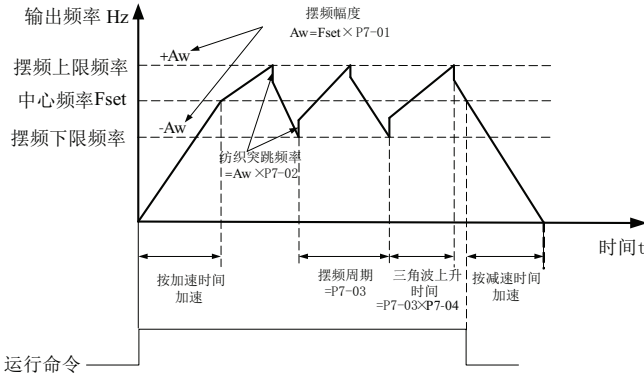 输出频率 Hz
摆频幅度
Aw=Fset×P7-01
+Aw
摆频上限频率
中心频率Fset
-Aw
摆频下限频率
纺织突跳频率
=Aw×P7-02
时间t
按加速时间
加速
摆频周期
=P7-03
三角波上升
时间
=P7-03×P7-04
按减速时间
加速
运行命令